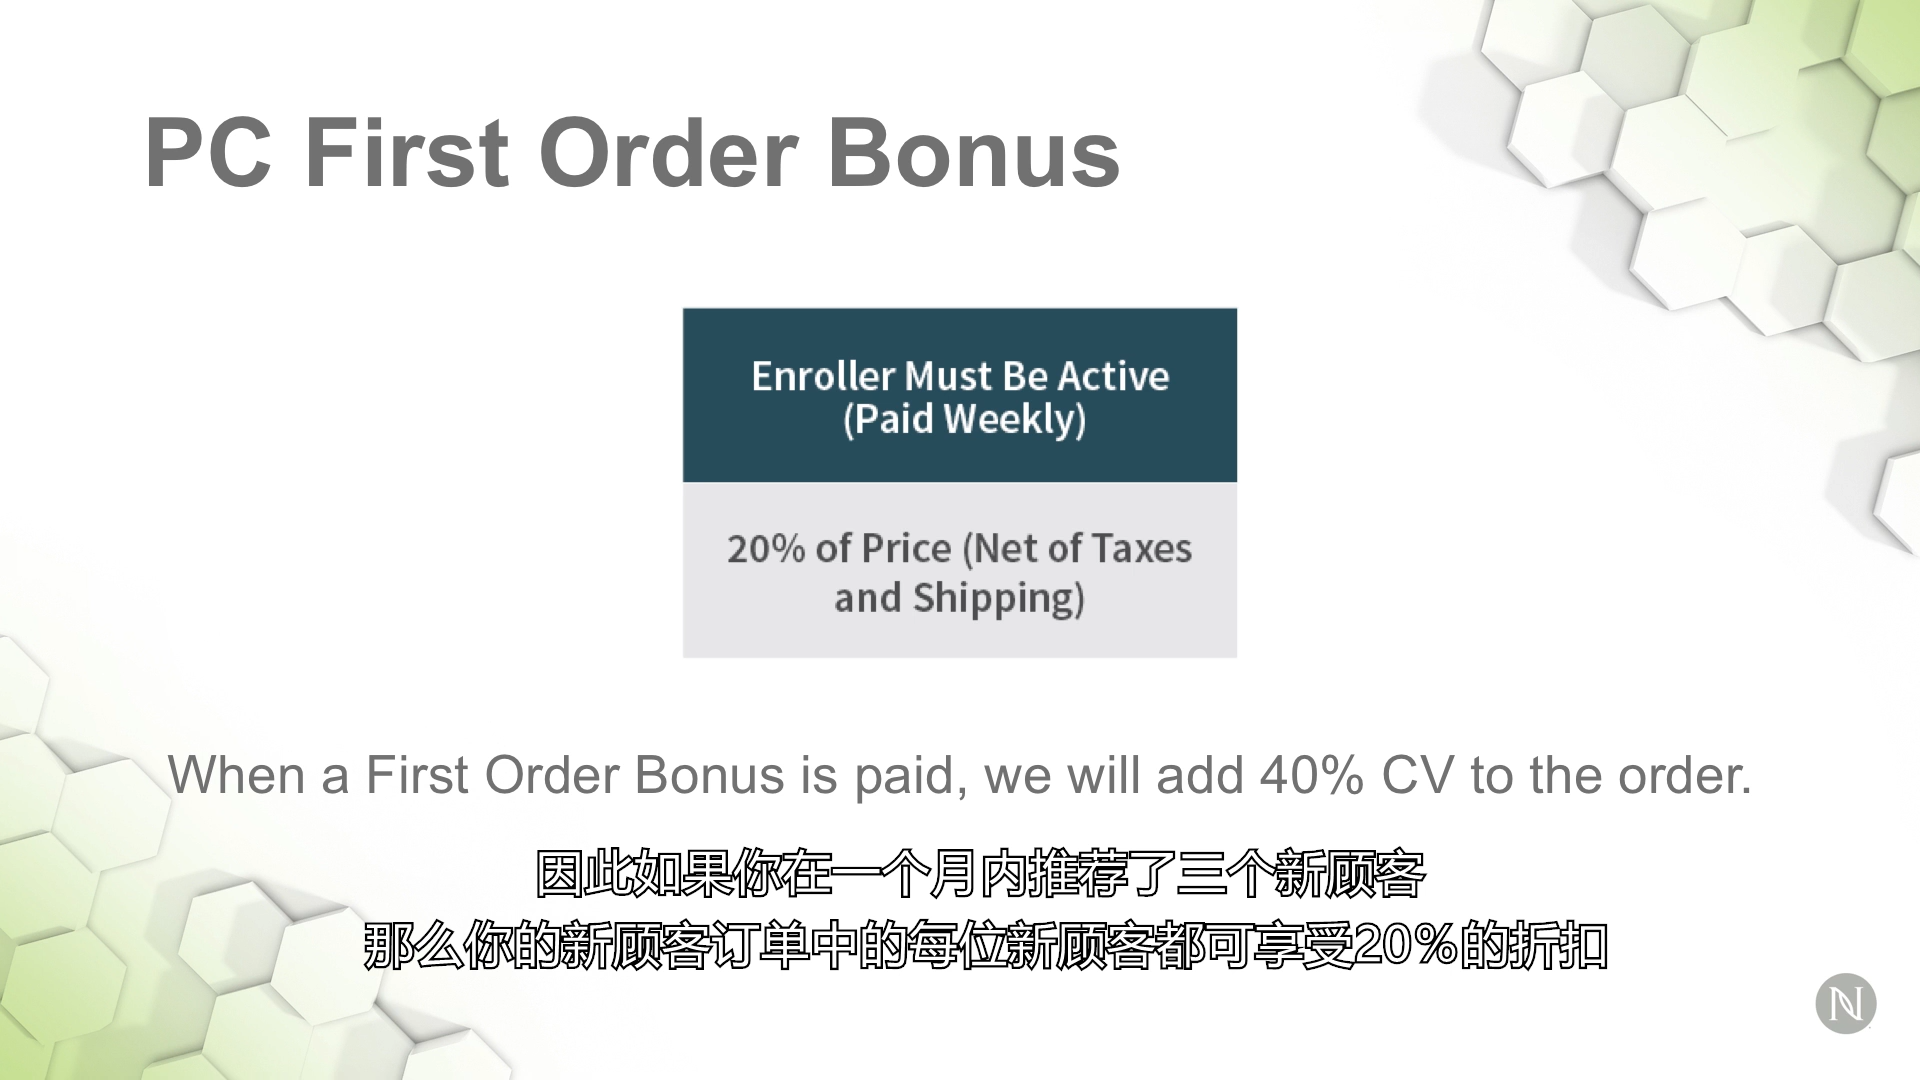 PC First Order Bonus
Enroller Must Be Active
(Paid Weekly)
20% of Price (Net of Taxes
and Shipping)
When a First Order Bonus is paid, we will add 40% CV to the order.
因此如果你在一个月内推荐了三个新顾客
那么你的新顾客订单中的每位新顾客都可享受20%的折扣
N